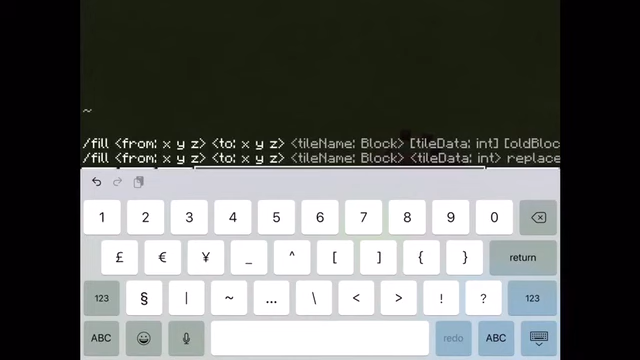 ~
/fill <from: x y z> <to: x y z> <tileName: Block> [tileData: int] [oldBloc
/fill <from: x y z> <to: x y z> <tileName: Block> <tileData: int> replace
1 2 3 4 5 6 7 8 9 0
£ € ¥ _ ^ [ ] { } return
123 § | ~ ... \ < > ! ? 123
ABC redo ABC